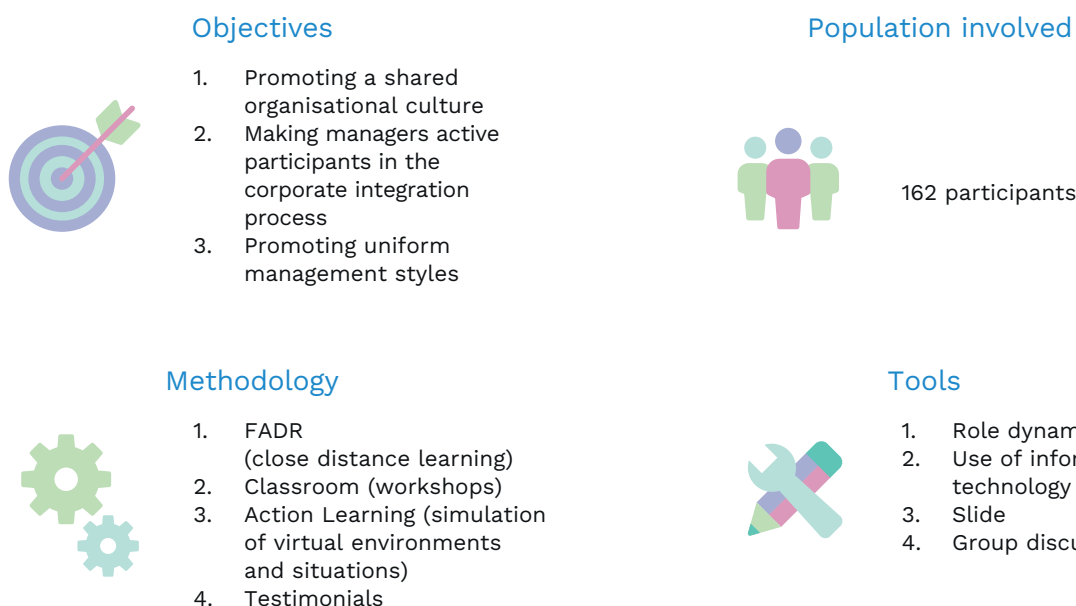 Objectives
1. Promoting a shared
organisational culture
2. Making managers active
participants in the
corporate integration
process
3. Promoting uniform
management styles
Population involved
162 participants
Methodology
1. FADR
(close distance learning)
2. Classroom (workshops)
3. Action Learning (simulation
of virtual environments
and situations)
4. Testimonials
Tools
1. Role
2. Use of
technology
3. Slide
4. Group